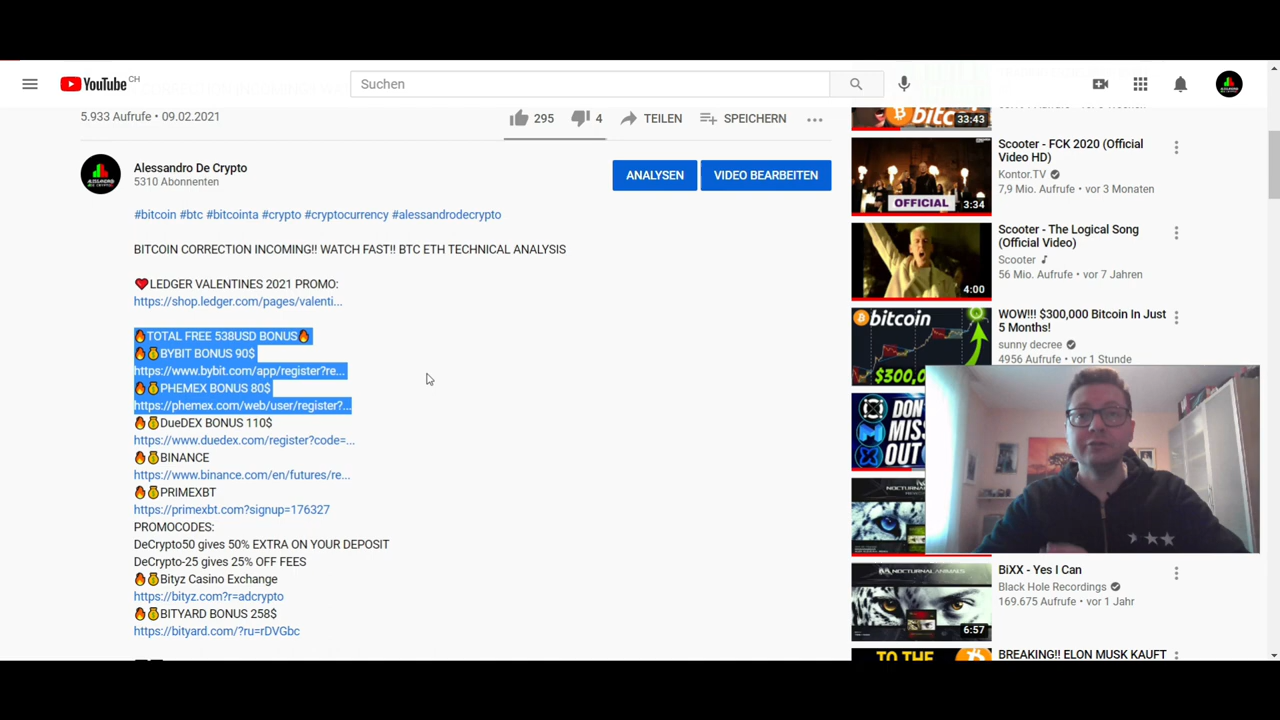 YouTube CH
Suchen
5.933 Aufrufe • 09.02.2021
295
4
TEILEN
SPEICHERN
Alessandro De Crypto
5310 Abonnenten
ANALYSEN
VIDEO BEARBEITEN
#bitcoin #btc #bitcointa #crypto #cryptocurrency #alessandrodecrypto
BITCOIN CORRECTION INCOMING!! WATCH FAST!! BTC ETH TECHNICAL ANALYSIS
❤️LEDGER VALENTINES 2021 PROMO:
https://shop.ledger.com/pages/valenti...
🔥TOTAL FREE 538USD BONUS🔥
🔥💰BYBIT BONUS 90$
https://www.bybit.com/app/register?re...
🔥💰PHEMEX BONUS 80$
https://phemex.com/web/user/register?...
🔥💰DueDEX BONUS 110$
https://www.duedex.com/register?code=...
🔥💰BINANCE
https://www.binance.com/en/futures/re...
🔥💰PRIMEXBT
https://primexbt.com?signup=176327
PROMOCODES:
DeCrypto50 gives 50% EXTRA ON YOUR DEPOSIT
DeCrypto-25 gives 25% OFF FEES
🔥💰Bityz Casino Exchange
https://bityz.com?r=adcrypto
🔥💰BITYARD BONUS 258$
https://bityard.com/?ru=rDVGbc
bitc
33:43
Scooter - FCK 2020 (Official
Video HD)
Kontor.TV
7,9 Mio. Aufrufe • vor 3 Monaten
OFFICIAL
3:34
Scooter - The Logical Song
(Official Video)
Scooter
56 Mio. Aufrufe • vor 7 Jahren
4:00
WOW!!! $300,000 Bitcoin In Just
5 Months!
sunny decree
4956 Aufrufe • vor 1 Stunde
bitcoin
$300,
DON
MISS
OUT
NOCTURNAL
BiXX - Yes I Can
Black Hole Recordings
169.675 Aufrufe • vor 1 Jahr
NOCTURNAL ANIMALS
6:57
BREAKING!! ELON MUSK KAUFT
TO THE